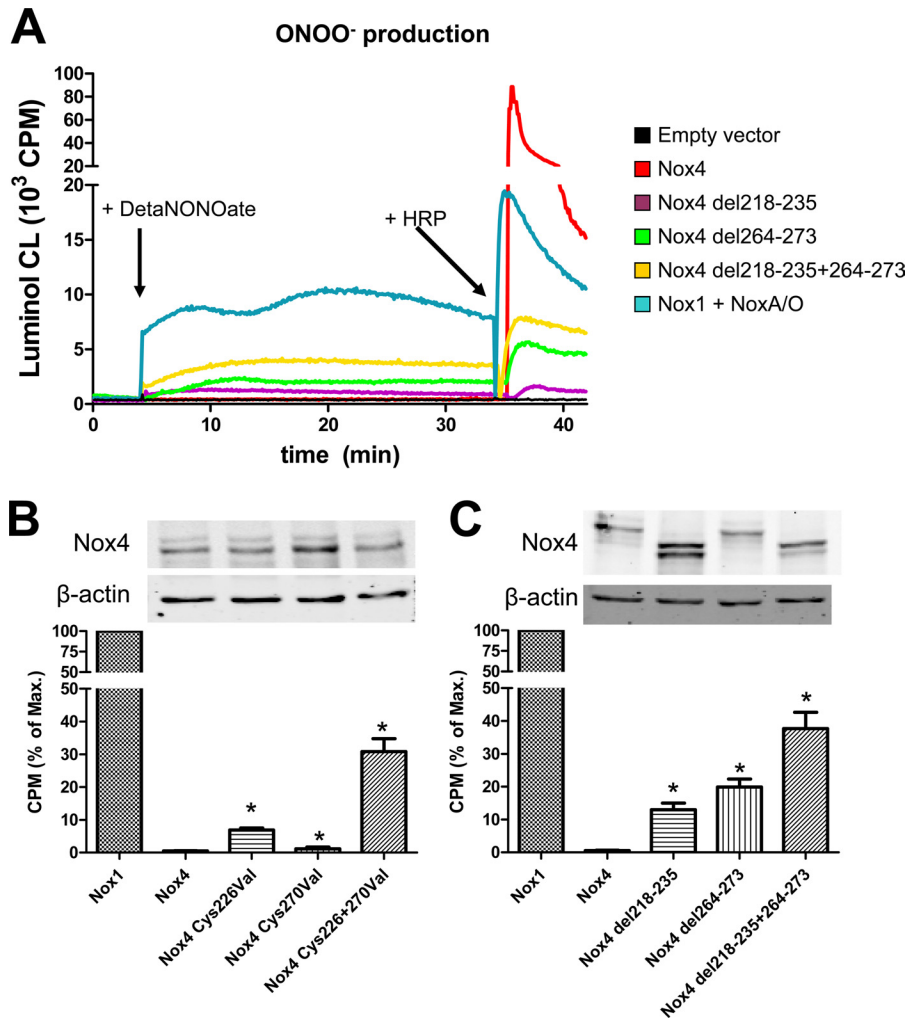 A
ONOO⁻ production
Luminol CL (10³ CPM)
100
80
60
40
20
20
15
10
5
0
+ DetaNONOate
+ HRP
0
10
20
30
40
time (min)
Empty vector
Nox4
Nox4 del218-235
Nox4 del264-273
Nox4 del218-235+264-273
Nox1 + NoxA/O
B
Nox4
β-actin
CPM (% of Max.)
100
75
50
50
40
30
20
10
0
*
*
*
Nox1
Nox4
Nox4 Cys226Val
Nox4 Cys270Val
Nox4 Cys226+270Val
C
Nox4
β-actin
CPM (% of Max.)
100
75
50
50
40
30
20
10
0
*
*
*
Nox1
Nox4
Nox4 del218-235
Nox4 del264-273
Nox4 del218-235+264-273